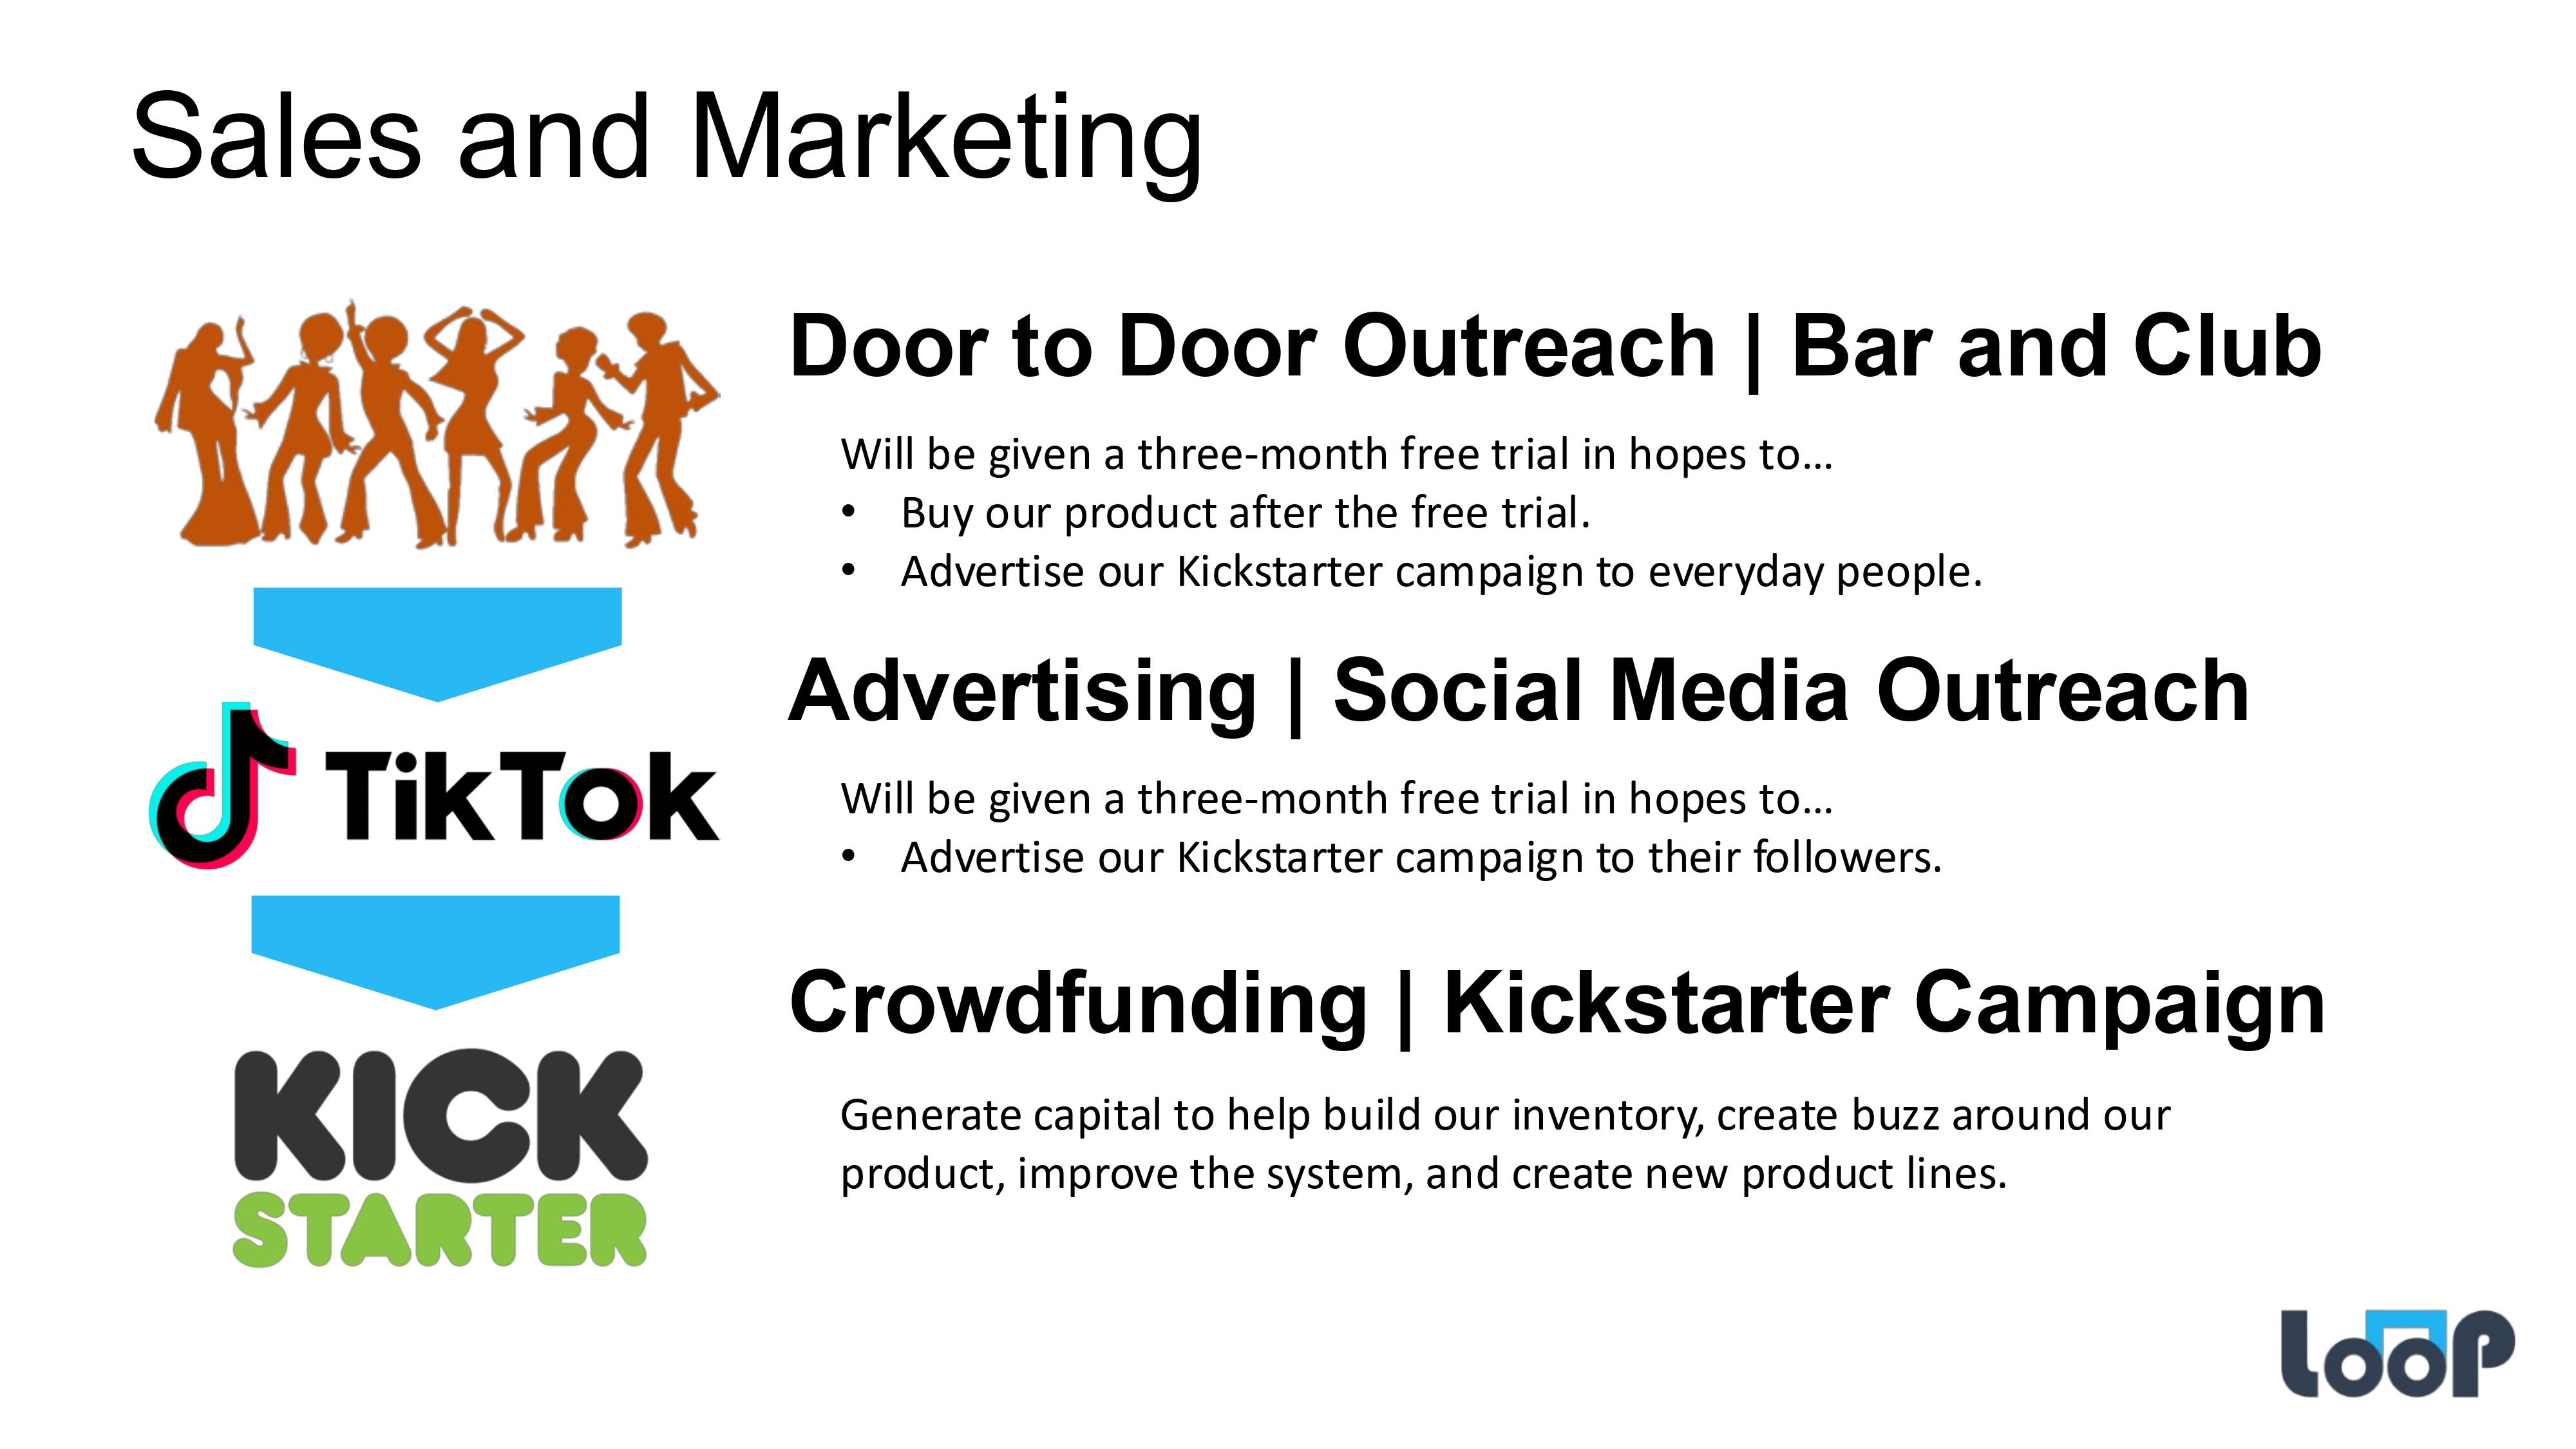 Sales and Marketing
Door to Door Outreach | Bar and Club
Will be given a three-month free trial in hopes to...
• Buy our product after the free trial.
• Advertise our Kickstarter campaign to everyday people.
TikTok
Advertising | Social Media Outreach
Will be given a three-month free trial in hopes to...
• Advertise our Kickstarter campaign to their followers.
KICK
STARTER
Crowdfunding | Kickstarter Campaign
Generate capital to help build our inventory, create buzz around our
product, improve the system, and create new product lines.
LooP